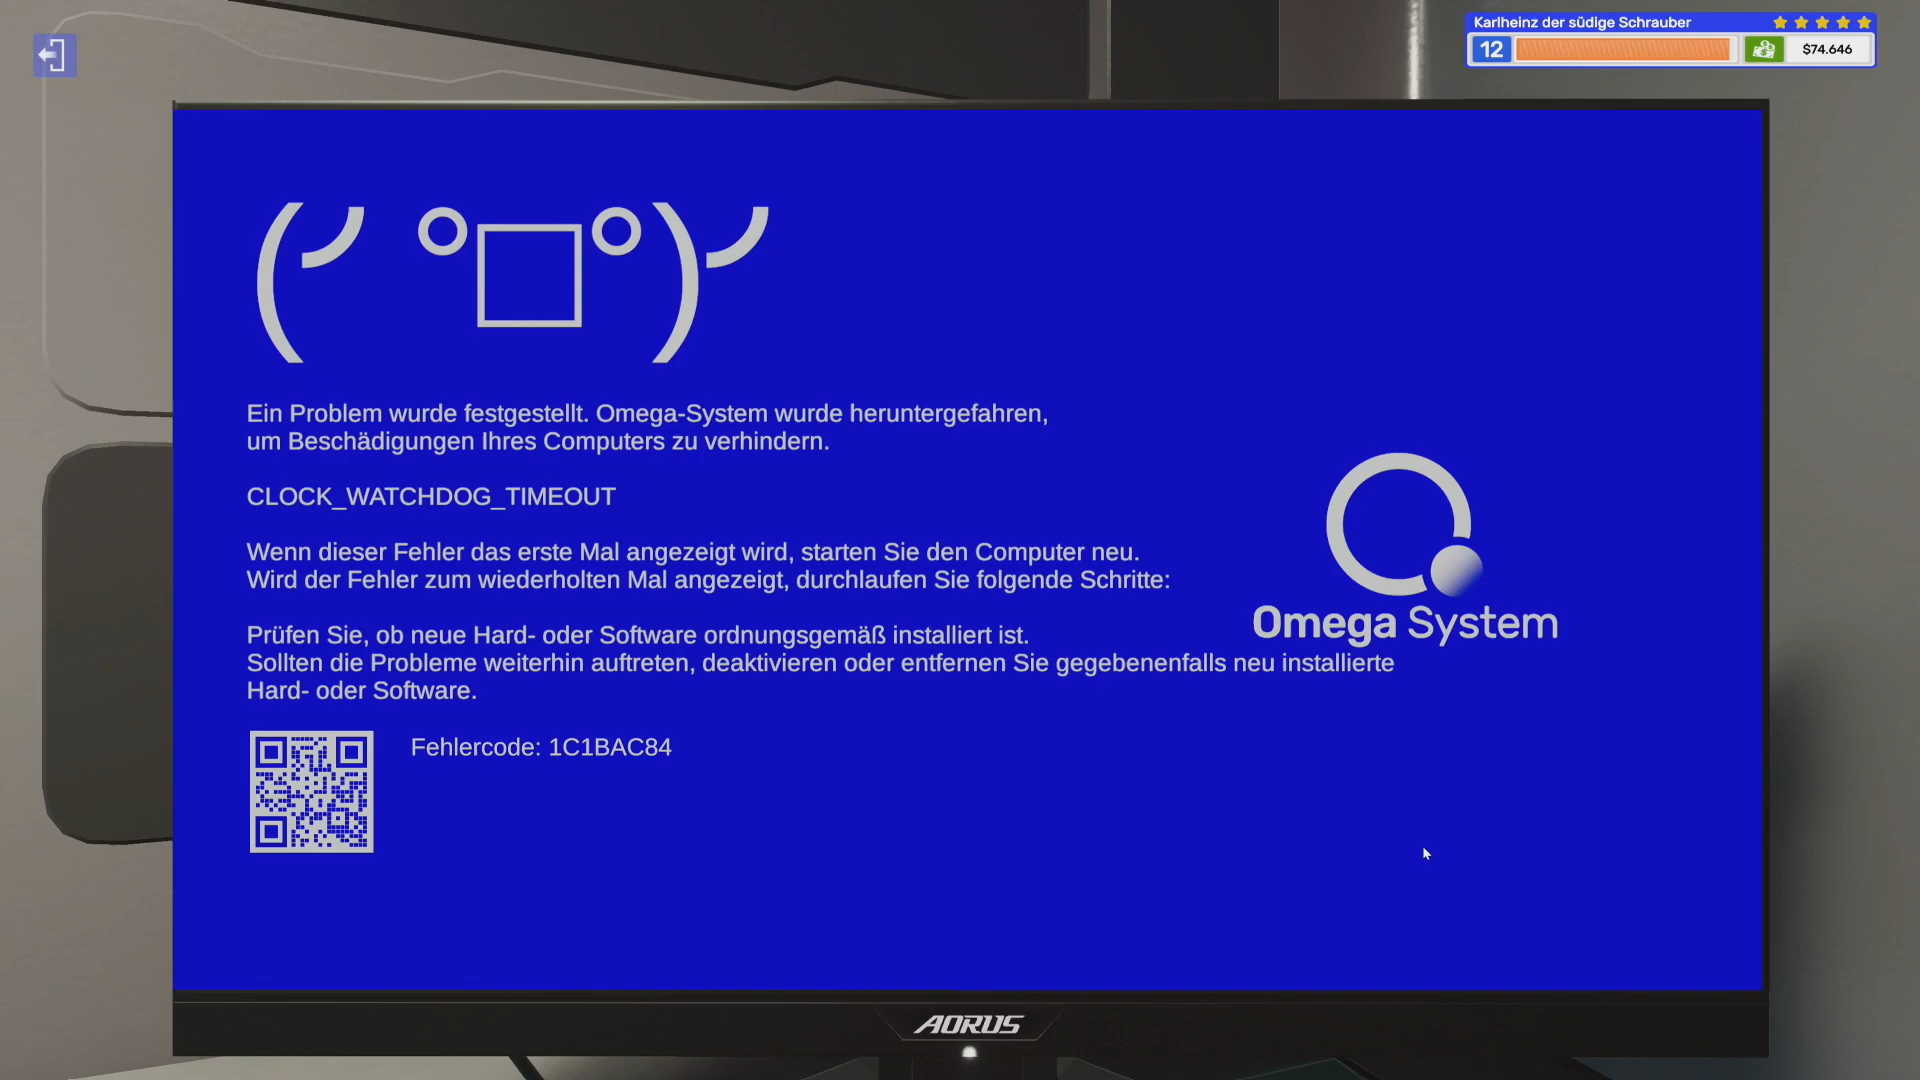 Karlheinz der südige Schrauber
12
$74.646
(╯ °□°)╯
Ein Problem wurde festgestellt. Omega-System wurde heruntergefahren,
um Beschädigungen Ihres Computers zu verhindern.
CLOCK_WATCHDOG_TIMEOUT
Wenn dieser Fehler das erste Mal angezeigt wird, starten Sie den Computer neu.
Wird der Fehler zum wiederholten Mal angezeigt, durchlaufen Sie folgende Schritte:
Omega System
Prüfen Sie, ob neue Hard- oder Software ordnungsgemäß installiert ist.
Sollten die Probleme weiterhin auftreten, deaktivieren oder entfernen Sie gegebenenfalls neu installierte
Hard- oder Software.
Fehlercode: 1C1BAC84
AORUS